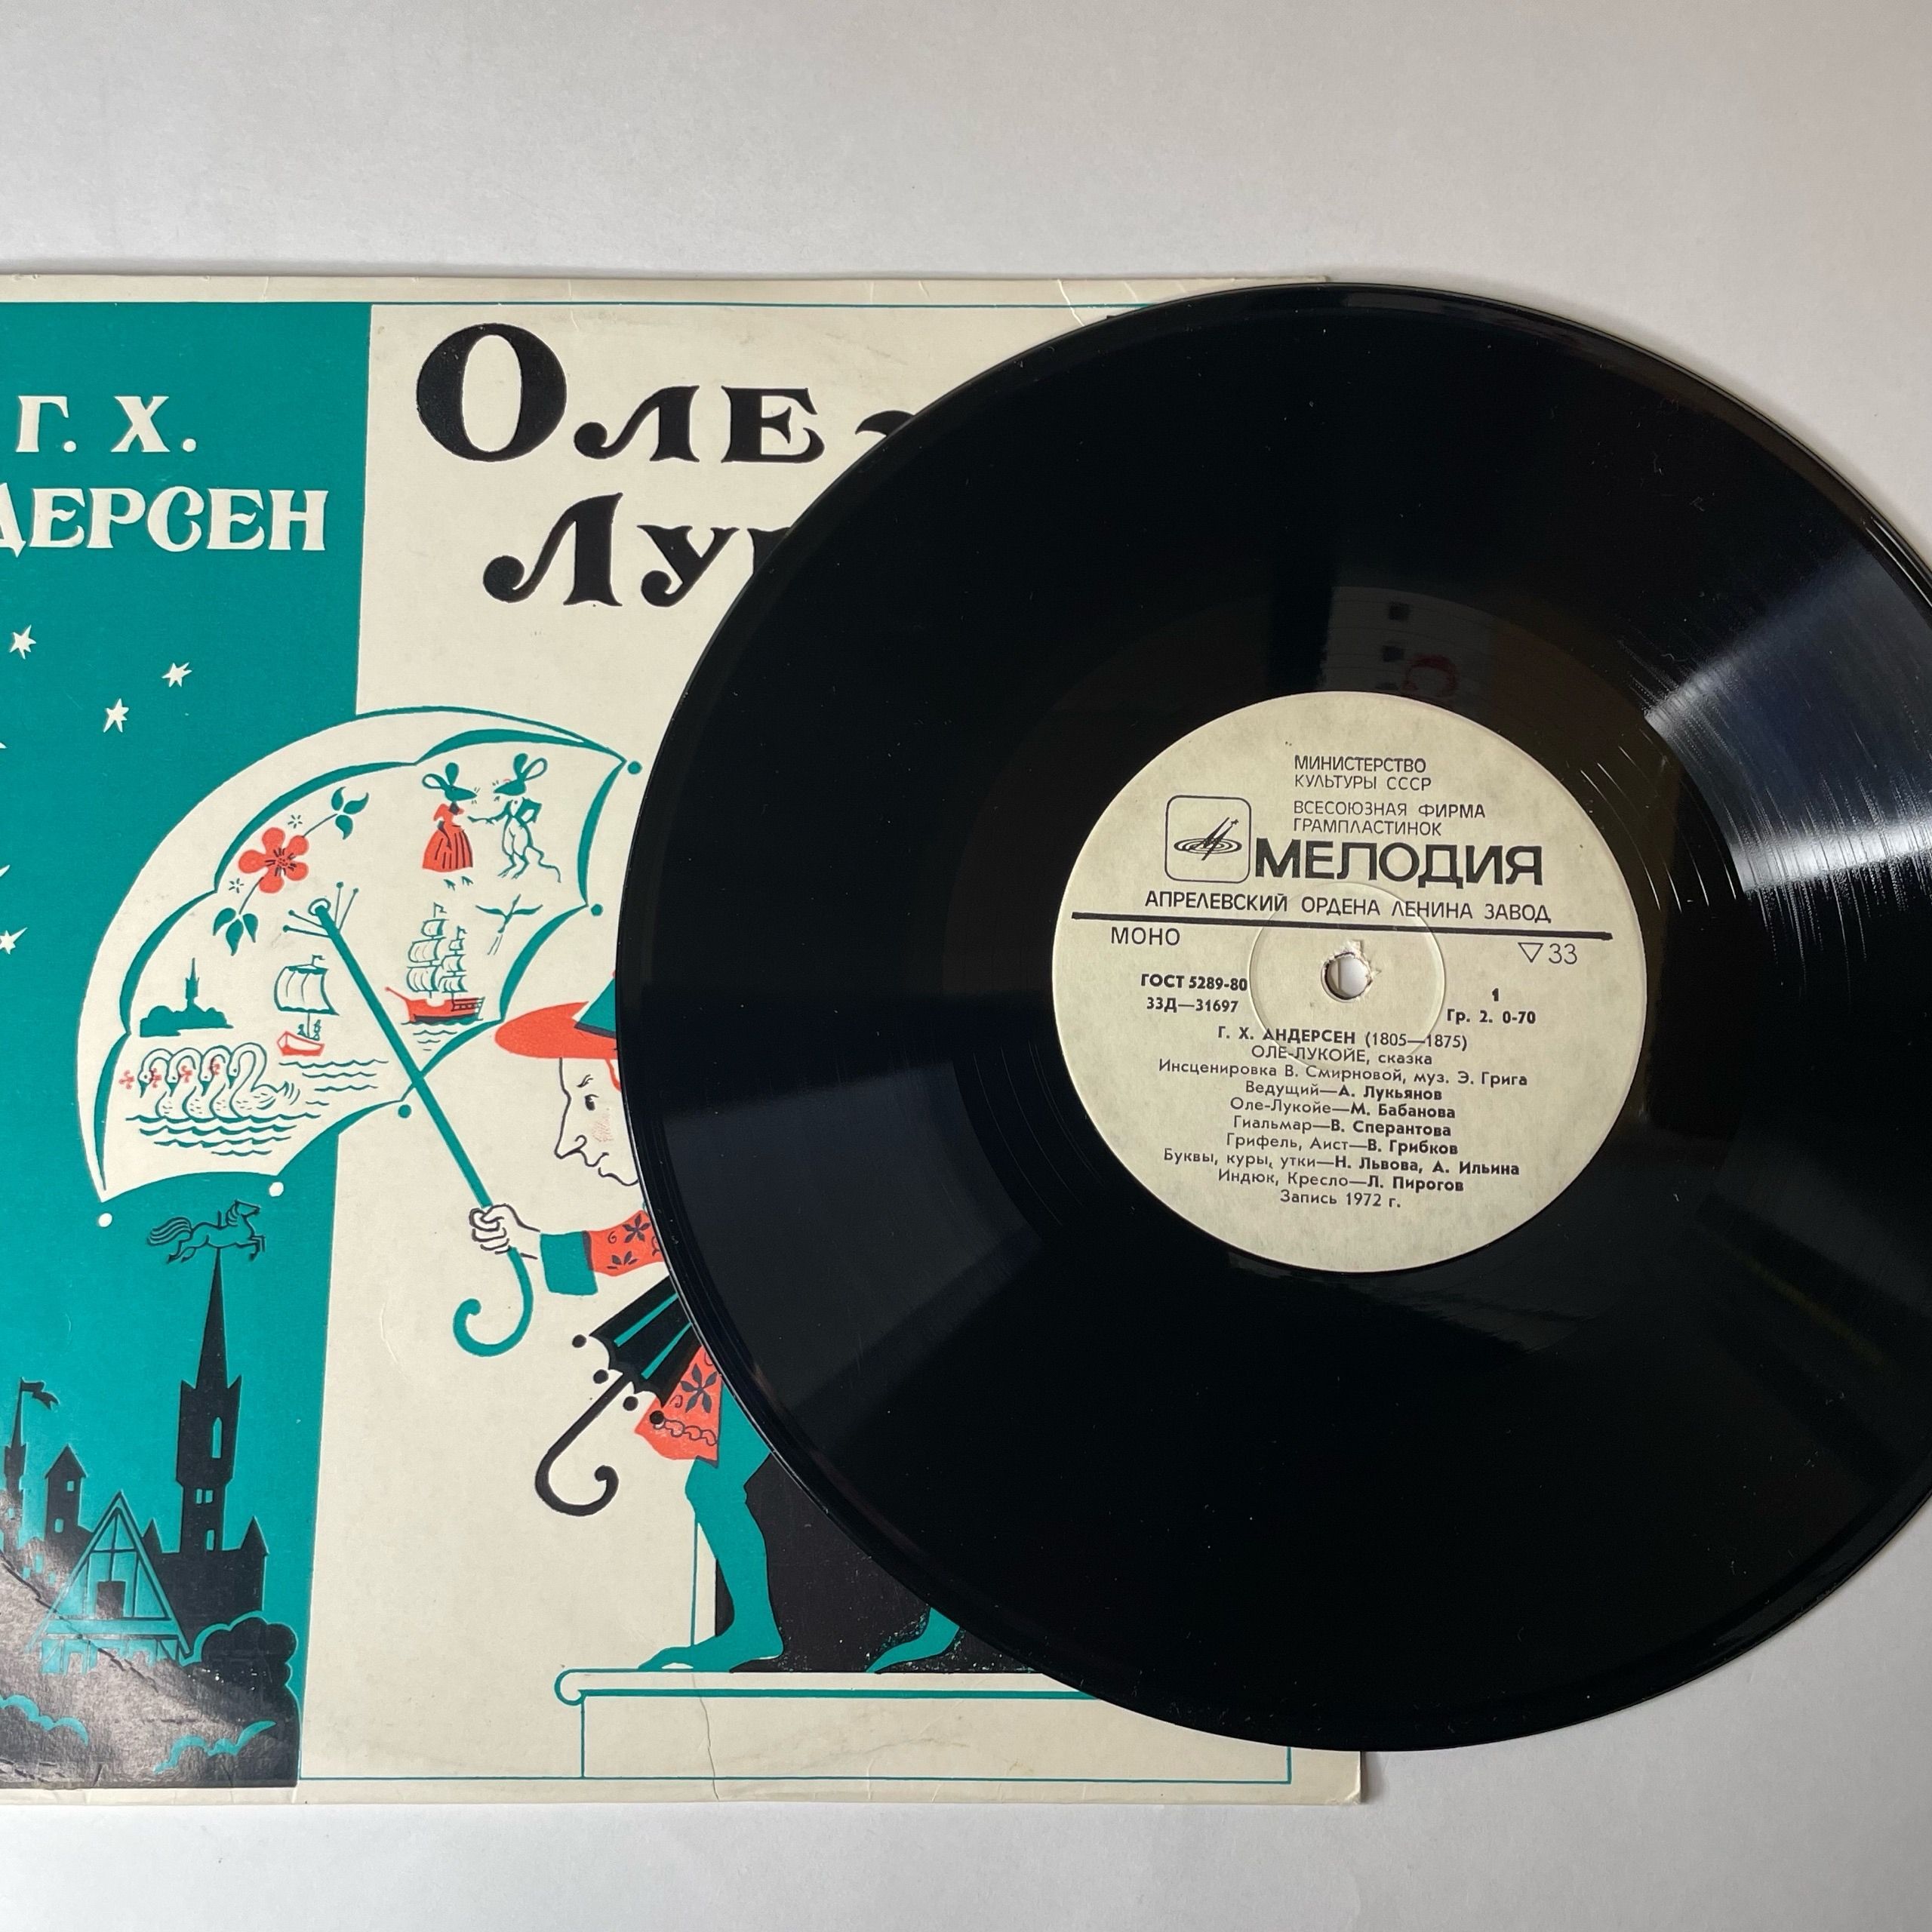 Г. Х.
ДЕРСЕН
ОЛЕ
МИНИСТЕРСТВО
КУЛЬТУРЫ СССР
ВСЕСОЮЗНАЯ ФИРМА
ГРАМПЛАСТИНОК
МЕЛОДИЯ
АПРЕЛЕВСКИЙ ОРДЕНА ЛЕНИНА ЗАВОД
МОНО
▽33
ГОСТ 5289-80
33Д—31697
1
Гр. 2. 0-70
Г. Х. АНДЕРСЕН (1805—1875)
ОЛЕ-ЛУКОЙЕ, сказка
Инсценировка В. Смирновой, муз. Э. Грига
Ведущий—А. Лукьянов
Оле-Лукойе—М. Бабанова
Гиальмар—В. Сперантова
Грифель, Аист—В. Грибков
Буквы, куры, утки—Н. Львова, А. Ильина
Индюк, Кресло—Л. Пирогов
Запись 1972 г.